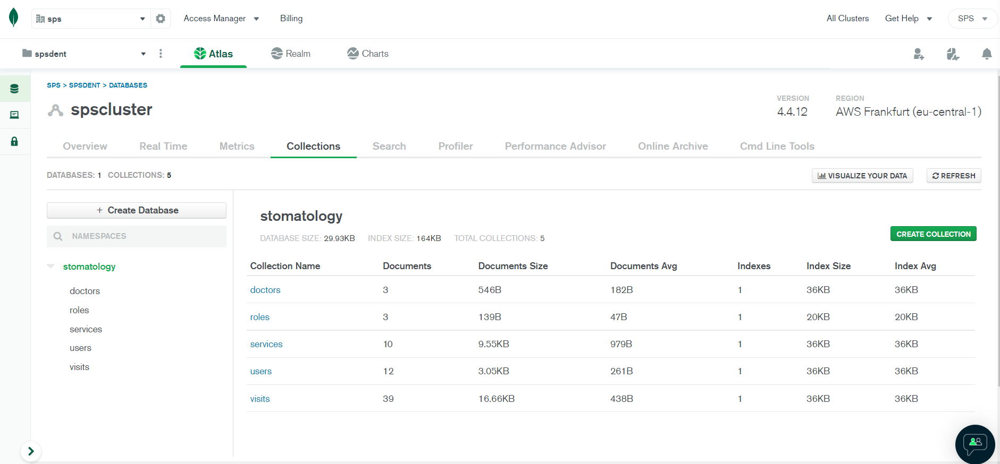 sps Access Manager Billing All Clusters Get Help SPS
spsdent Atlas Realm Charts
SPS > SPSDENT > DATABASES
spscluster
VERSION
4.4.12
REGION
AWS Frankfurt (eu-central-1)
Overview Real Time Metrics Collections Search Profiler Performance Advisor Online Archive Cmd Line Tools
DATABASES: 1 COLLECTIONS: 5
VISUALIZE YOUR DATA REFRESH
+ Create Database
NAMESPACES
stomatology
doctors
roles
services
users
visits
stomatology
DATABASE SIZE: 29.93KB INDEX SIZE: 164KB TOTAL COLLECTIONS: 5
CREATE COLLECTION
Collection Name Documents Documents Size Documents Avg Indexes Index Size Index Avg
doctors 3 546B 182B 1 36KB 36KB
roles 3 139B 47B 1 20KB 20KB
services 10 9.55KB 979B 1 36KB 36KB
users 12 3.05KB 261B 1 36KB 36KB
visits 39 16.66KB 438B 1 36KB 36KB